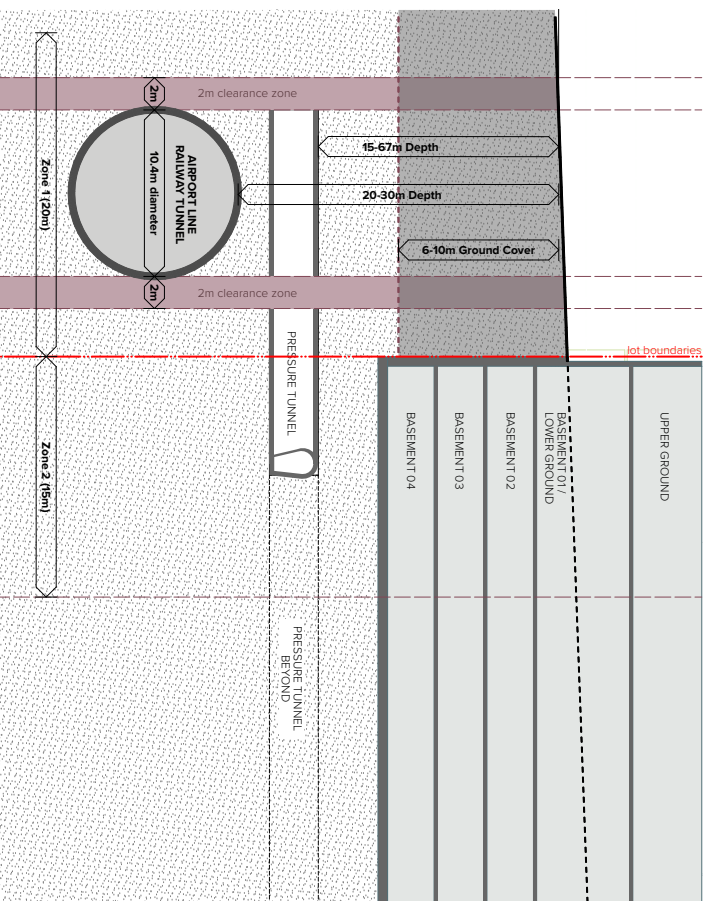 2m clearance zone
2m
15-67m Depth
AIRPORT LINE
RAILWAY TUNNEL
10.4m diameter
20-30m Depth
Zone 1 (20m)
6-10m Ground Cover
2m clearance zone
2m
lot boundaries
PRESSURE TUNNEL
BASEMENT 04
BASEMENT 03
BASEMENT 02
BASEMENT 01/
LOWER GROUND
UPPER GROUND
Zone 2 (15m)
PRESSURE TUNNEL
BEYOND